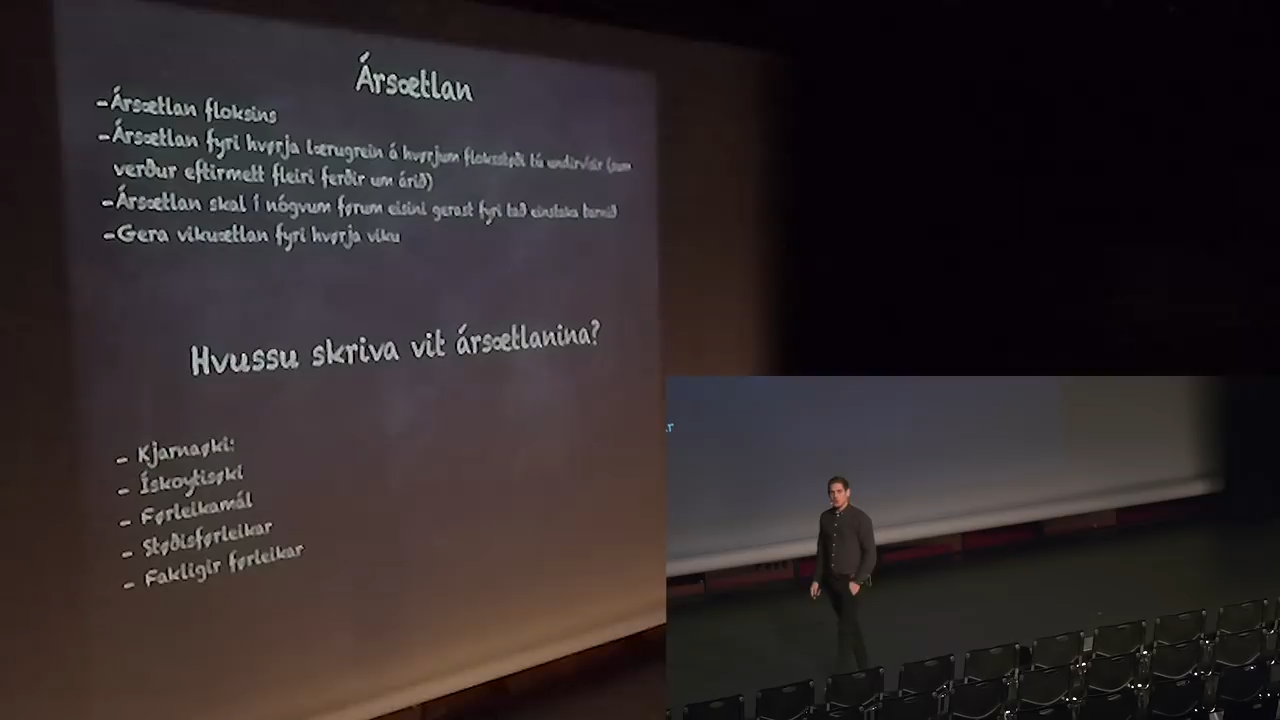 Ársætlan
-Ársætlan floksins
-Ársætlan fyri hvørja lærugrein á hvørjum floksstøði tú undirvísir (sum
verður eftirmett fleiri ferðir um árið)
-Ársætlan skal í nógvum førum eisini gerast fyri tað einstaka barnið
-Gera vikuætlan fyri hvørja viku
Hvussu skriva vit ársætlanina?
- Kjarnaøki:
- Ískoytisøki
- Førleikamál
- Støðisførleikar
- Fakligir førleikar